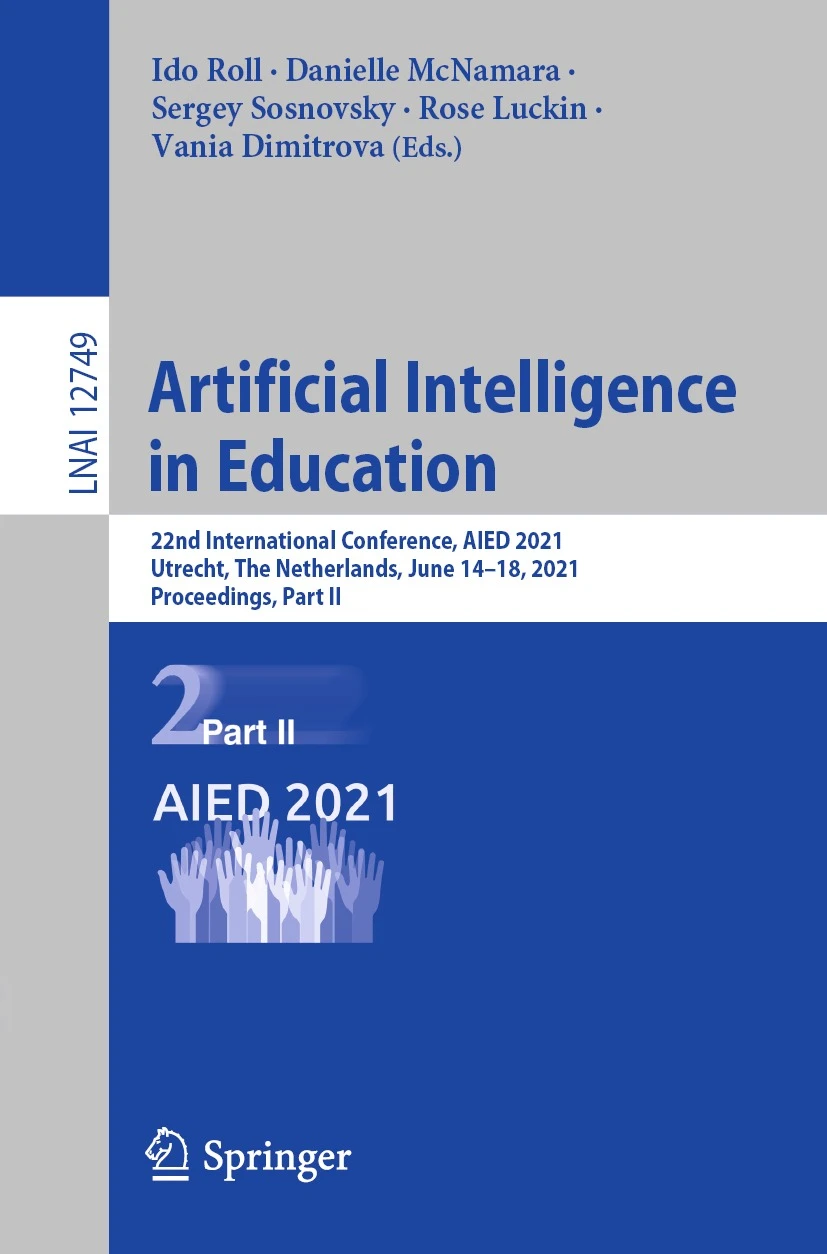 Ido Roll · Danielle McNamara ·
Sergey Sosnovsky · Rose Luckin ·
Vania Dimitrova (Eds.)
LNAI 12749
Artificial Intelligence
in Education
22nd International Conference, AIED 2021
Utrecht, The Netherlands, June 14–18, 2021
Proceedings, Part II
2 Part II
AIED 2021
Springer